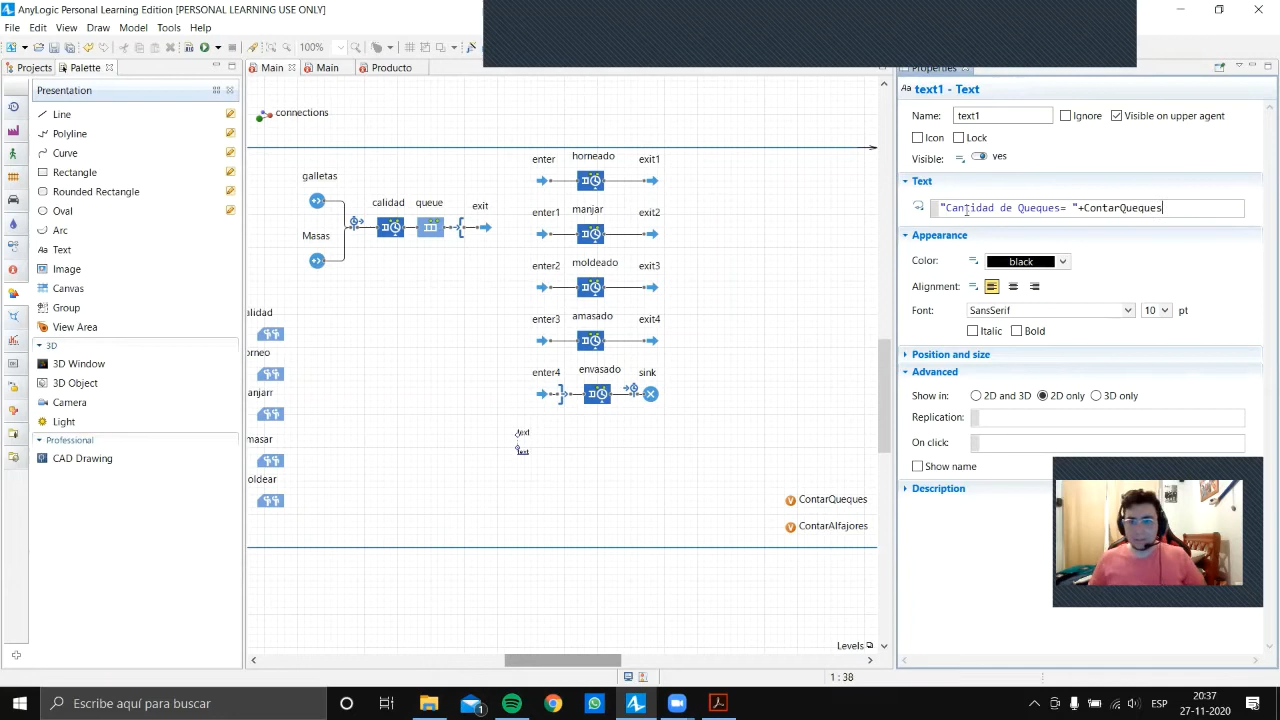 AnyLogic Personal Learning Edition [PERSONAL LEARNING USE ONLY]
File Edit View Draw Model Tools Help
100%
Projects Palette Main Main Producto
Properties
Presentation
Line
Polyline
Curve
Rectangle
Rounded Rectangle
Oval
Arc
Text
Image
Canvas
Group
View Area
3D
3D Window
3D Object
Camera
Light
Professional
CAD Drawing
connections
galletas
Masas
calidad
queue
exit
enter horneado exit1
enter1 manjar exit2
enter2 moldeado exit3
enter3 amasado exit4
enter4 envasado sink
alidad
orneo
anjarr
masar
oldear
text
text
ContarQueques
ContarAlfajores
Levels
text1 - Text
Name: text1 Ignore Visible on upper agent
Icon Lock
Visible: yes
Text
"Cantidad de Queques= "+ContarQueques
Appearance
Color: black
Alignment:
Font: SansSerif 10 pt
Italic Bold
Position and size
Advanced
Show in: 2D and 3D 2D only 3D only
Replication:
On click:
Show name
Description
1 : 38
Escribe aquí para buscar
1
ESP
20:37
27-11-2020